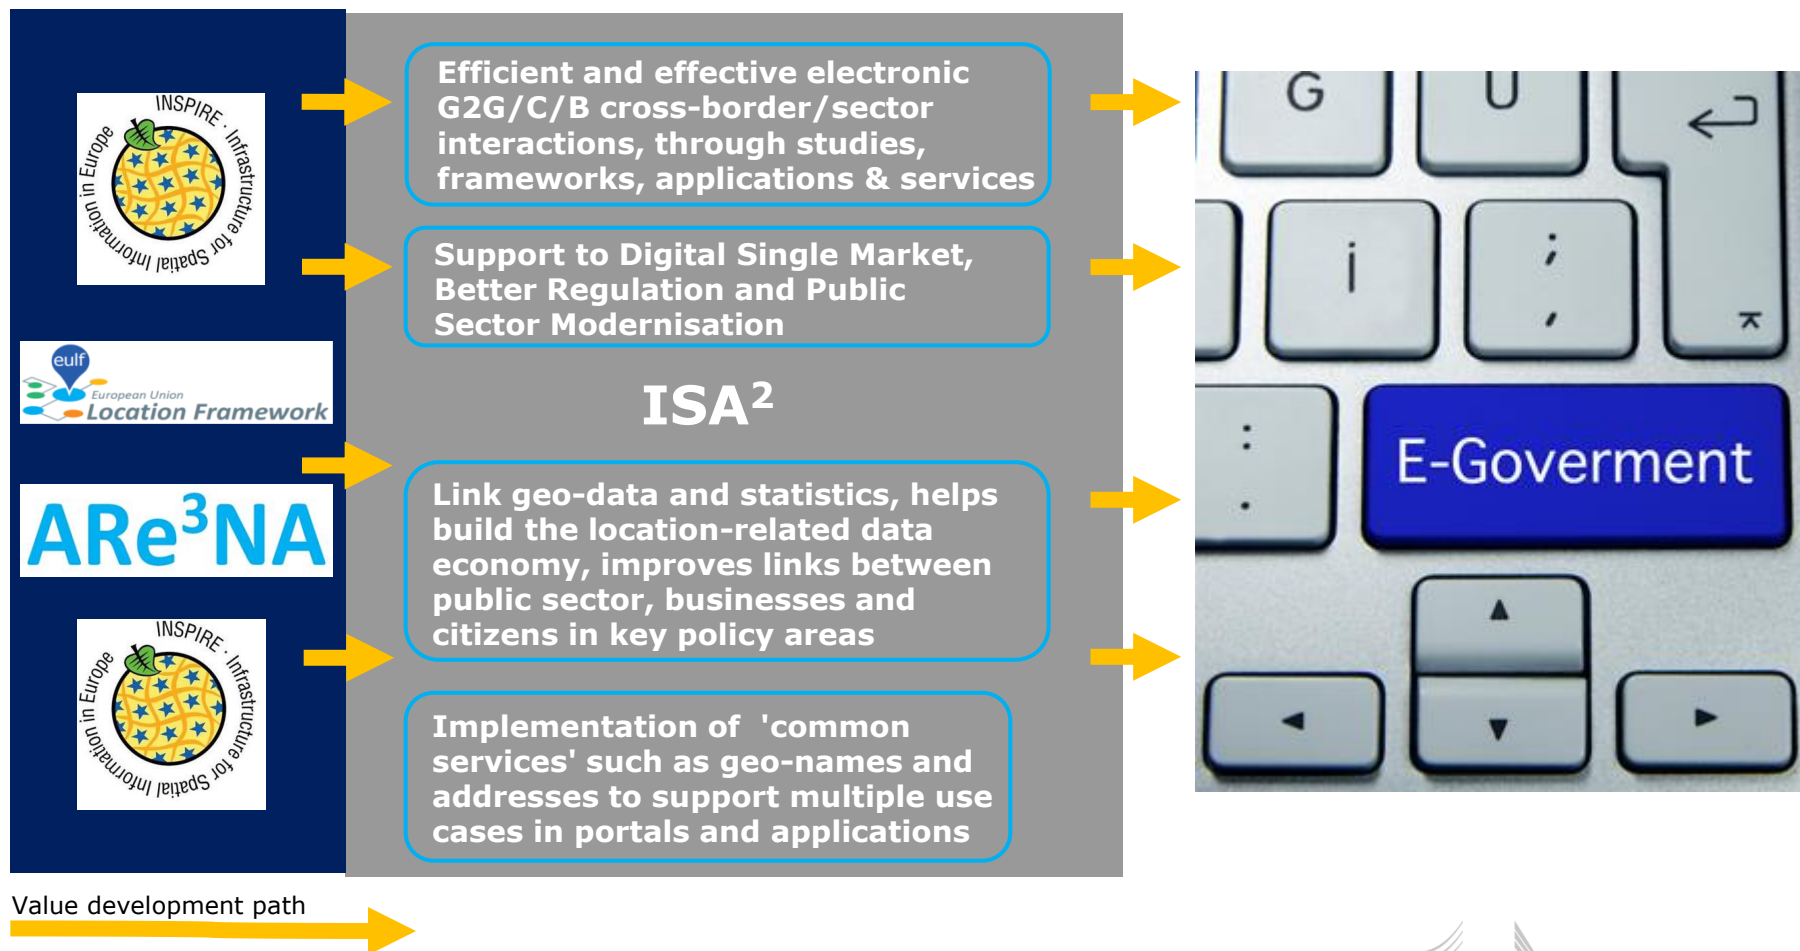 INSPIRE · Infrastructure for Spatial Information in Europe
eulf
European Union
Location Framework
ARe³NA
INSPIRE · Infrastructure for Spatial Information in Europe
Efficient and effective electronic
G2G/C/B cross-border/sector
interactions, through studies,
frameworks, applications & services
Support to Digital Single Market,
Better Regulation and Public
Sector Modernisation
ISA²
Link geo-data and statistics, helps
build the location-related data
economy, improves links between
public sector, businesses and
citizens in key policy areas
Implementation of  'common
services' such as geo-names and
addresses to support multiple use
cases in portals and applications
G U
i ;
,
:
.
E-Goverment
Value development path